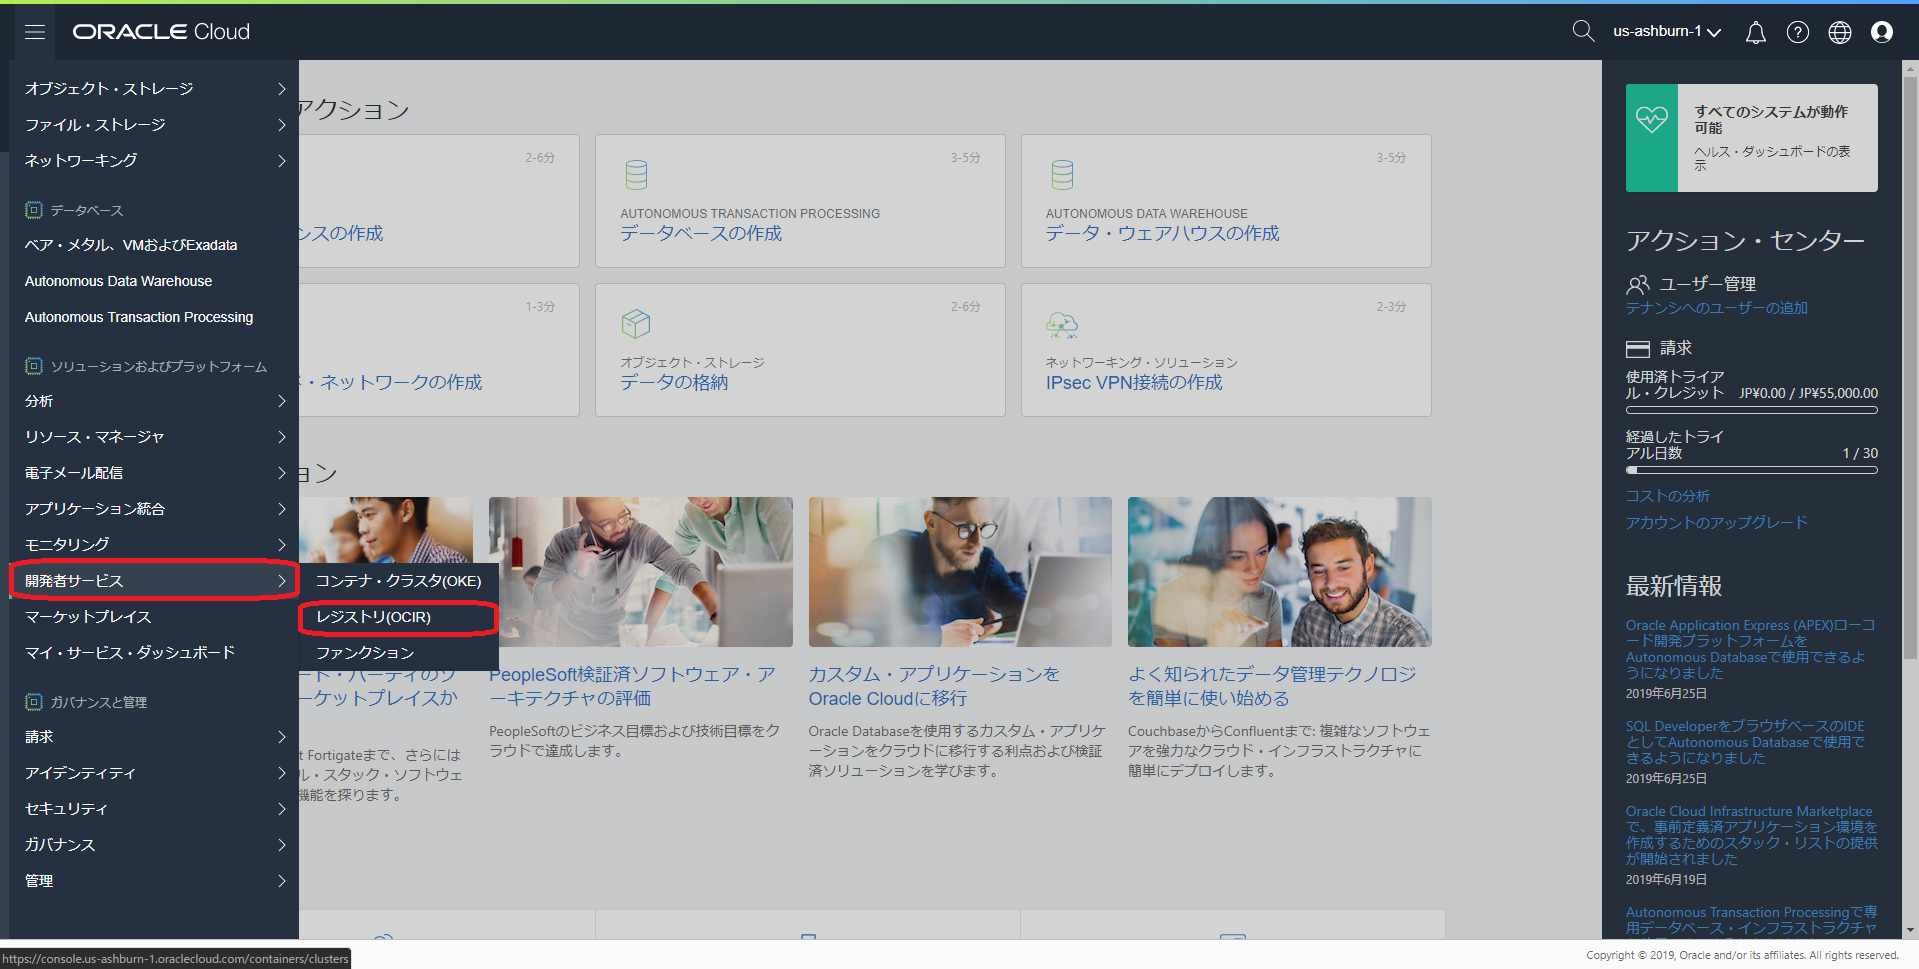 ORACLE Cloud
us-ashburn-1
オブジェクト・ストレージ
ファイル・ストレージ
ネットワーキング
データベース
ベア・メタル、VMおよびExadata
Autonomous Data Warehouse
Autonomous Transaction Processing
ソリューションおよびプラットフォーム
分析
リソース・マネージャ
電子メール配信
アプリケーション統合
モニタリング
開発者サービス
マーケットプレイス
マイ・サービス・ダッシュボード
ガバナンスと管理
請求
アイデンティティ
セキュリティ
ガバナンス
管理
コンテナ・クラスタ(OKE)
レジストリ(OCIR)
ファンクション
アクション
2-6分
ンスの作成
3-5分
AUTONOMOUS TRANSACTION PROCESSING
データベースの作成
3-5分
AUTONOMOUS DATA WAREHOUSE
データ・ウェアハウスの作成
1-3分
・ネットワークの作成
2-6分
オブジェクト・ストレージ
データの格納
2-3分
ネットワーキング・ソリューション
IPsec VPN接続の作成
ョン
ート・パーティのソ
ーケットプレイスか
t Fortigateまで、さらには
ル・スタック・ソフトウェ
機能を探ります。
PeopleSoft検証済ソフトウェア・ア
ーキテクチャの評価
PeopleSoftのビジネス目標および技術目標をク
ラウドで達成します。
カスタム・アプリケーションを
Oracle Cloudに移行
Oracle Databaseを使用するカスタム・アプリケ
ーションをクラウドに移行する利点および検証
済ソリューションを学びます。
よく知られたデータ管理テクノロジ
を簡単に使い始める
CouchbaseからConfluentまで: 複雑なソフトウェ
アを強力なクラウド・インフラストラクチャに
簡単にデプロイします。
すべてのシステムが動作
可能
ヘルス・ダッシュボードの表
示
アクション・センター
ユーザー管理
テナンシへのユーザーの追加
請求
使用済トライア
ル・クレジット JP¥0.00 / JP¥55,000.00
経過したトライ
アル日数 1 / 30
コストの分析
アカウントのアップグレード
最新情報
Oracle Application Express (APEX)ローコ
ード開発プラットフォームを
Autonomous Databaseで使用できるよ
うになりました
2019年6月25日
SQL DeveloperをブラウザベースのIDE
としてAutonomous Databaseで使用で
きるようになりました
2019年6月25日
Oracle Cloud Infrastructure Marketplace
で、事前定義済アプリケーション環境を
作成するためのスタック・リストの提供
が開始されました
2019年6月19日
Autonomous Transaction Processingで専
用データベース・インフラストラクチャ
https://console.us-ashburn-1.oraclecloud.com/containers/clusters
Copyright © 2019, Oracle and/or its affiliates. All rights reserved.